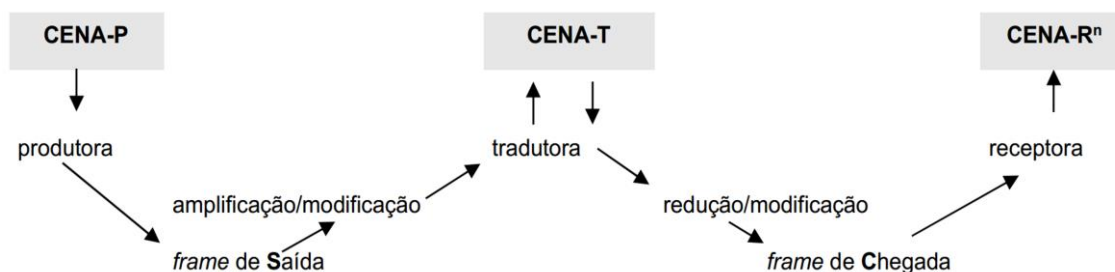 CENA-P CENA-T CENA-Rⁿ
produtora tradutora receptora
amplificação/modificação redução/modificação
frame de Saída frame de Chegada